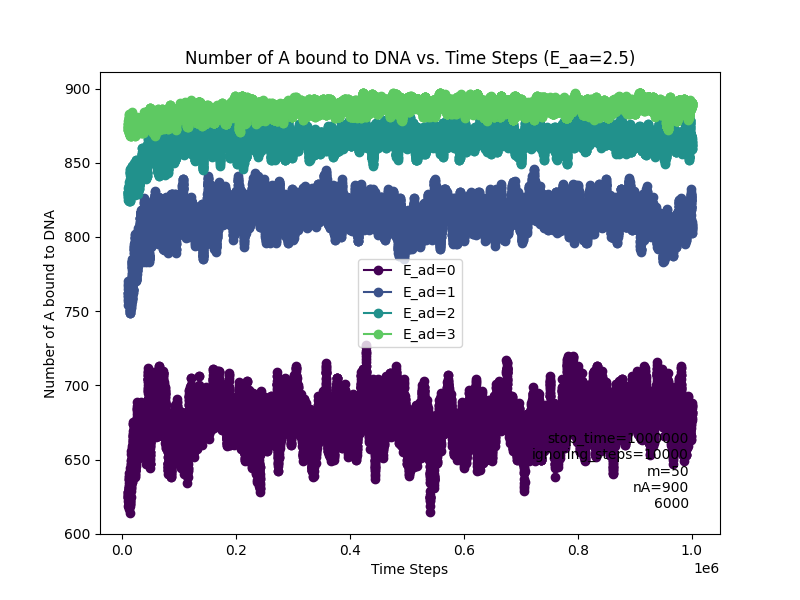 Number of A bound to DNA vs. Time Steps (E_aa=2.5)
Number of A bound to DNA
900
850
800
750
700
650
600
E_ad=0
E_ad=1
E_ad=2
E_ad=3
stop_time=1000000
ignoring_steps=10000
m=50
nA=900
6000
0.0 0.2 0.4 0.6 0.8 1.0
1e6
Time Steps